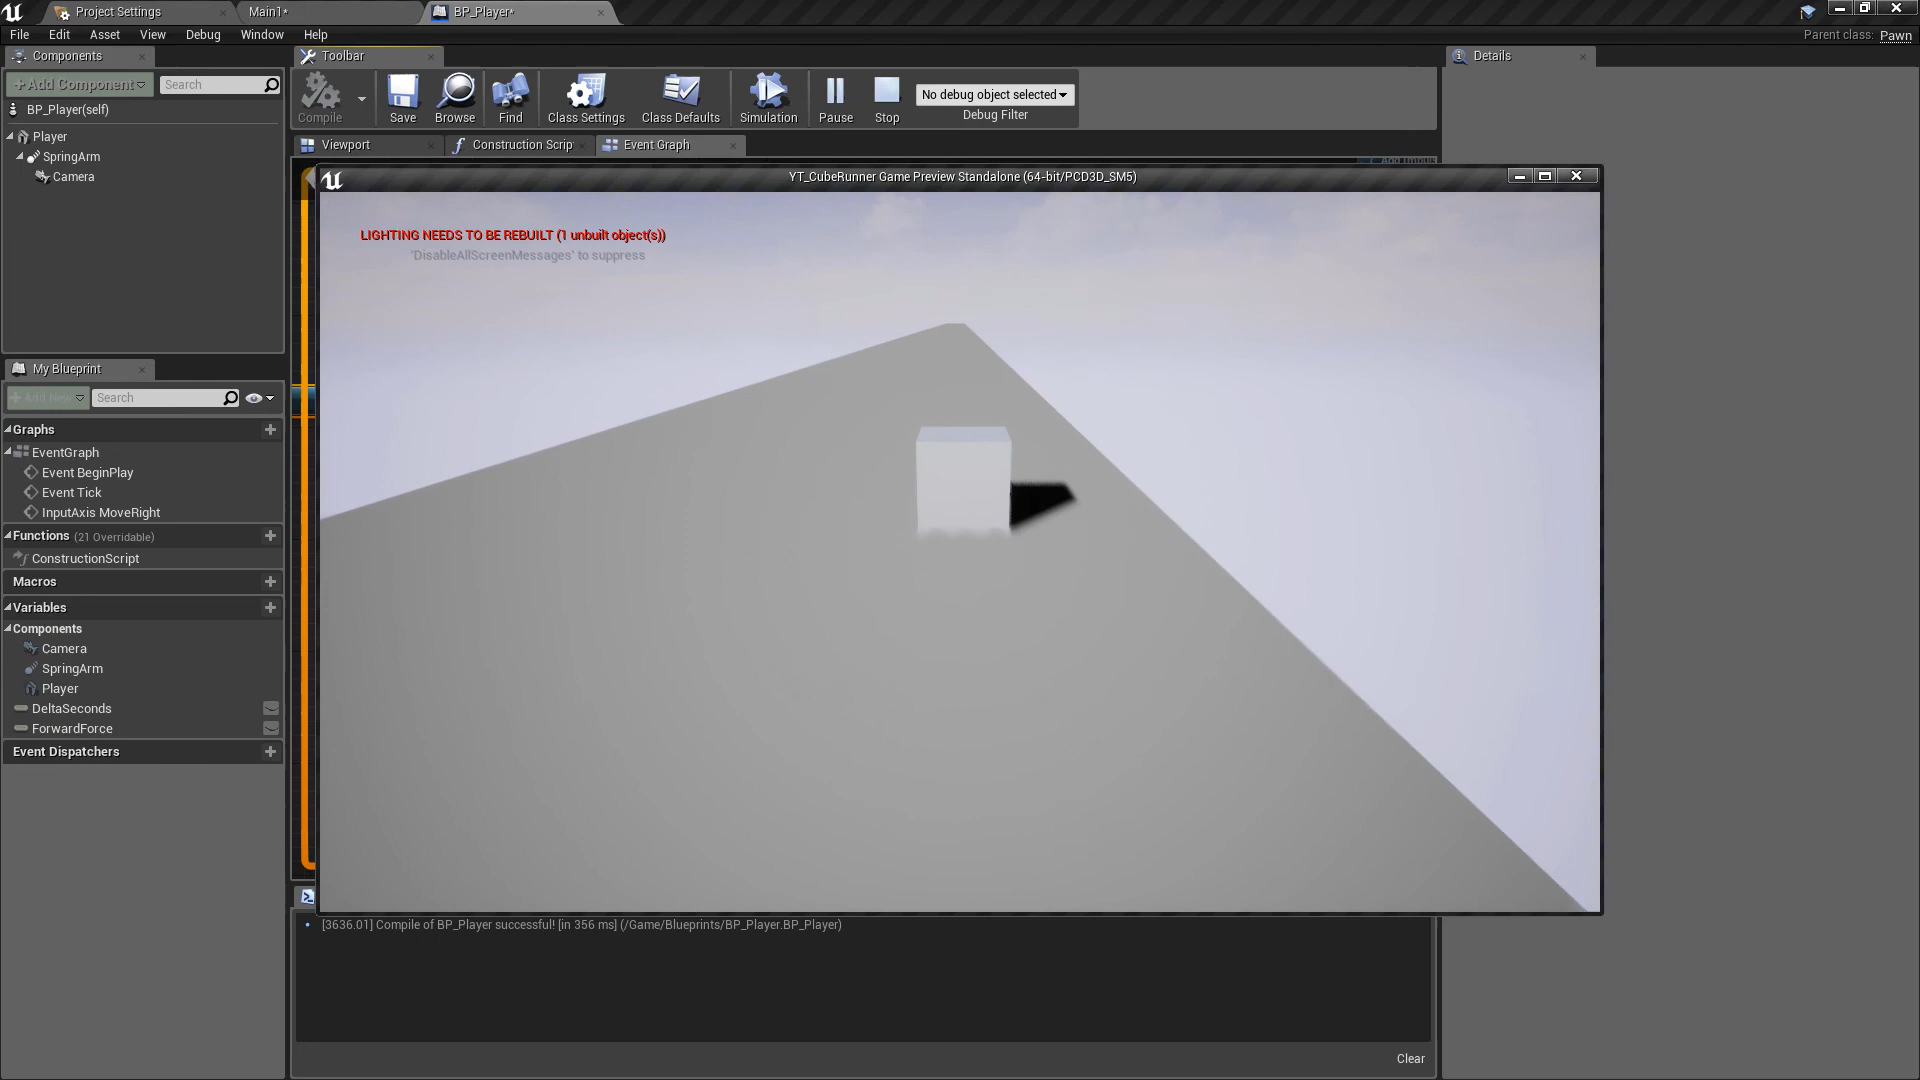 Project Settings
Main1*
BP_Player*
File Edit Asset View Debug Window Help
Parent class: Pawn
Components
Toolbar
Details
+Add Component
Search
BP_Player(self)
Player
SpringArm
Camera
Compile
Save
Browse
Find
Class Settings
Class Defaults
Simulation
Pause
Stop
No debug object selected
Debug Filter
Viewport
Construction Scrip
Event Graph
YT_CubeRunner Game Preview Standalone (64-bit/PCD3D_SM5)
LIGHTING NEEDS TO BE REBUILT (1 unbuilt object(s))
'DisableAllScreenMessages' to suppress
My Blueprint
+ Add New
Search
Graphs
EventGraph
Event BeginPlay
Event Tick
InputAxis MoveRight
Functions (21 Overridable)
ConstructionScript
Macros
Variables
Components
Camera
SpringArm
Player
DeltaSeconds
ForwardForce
Event Dispatchers
[3636.01] Compile of BP_Player successful! [in 356 ms] (/Game/Blueprints/BP_Player.BP_Player)
Clear